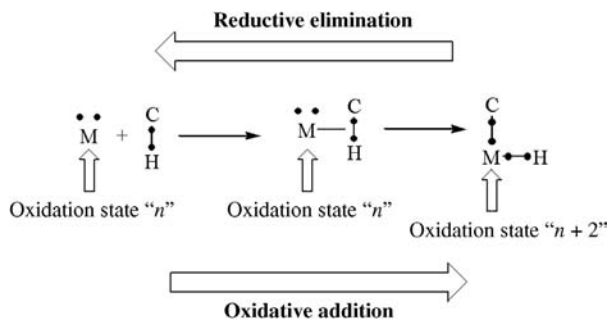 Reductive elimination
M + C H
M C H
C M H
Oxidation state “n”
Oxidation state “n”
Oxidation state “n + 2”
Oxidative addition